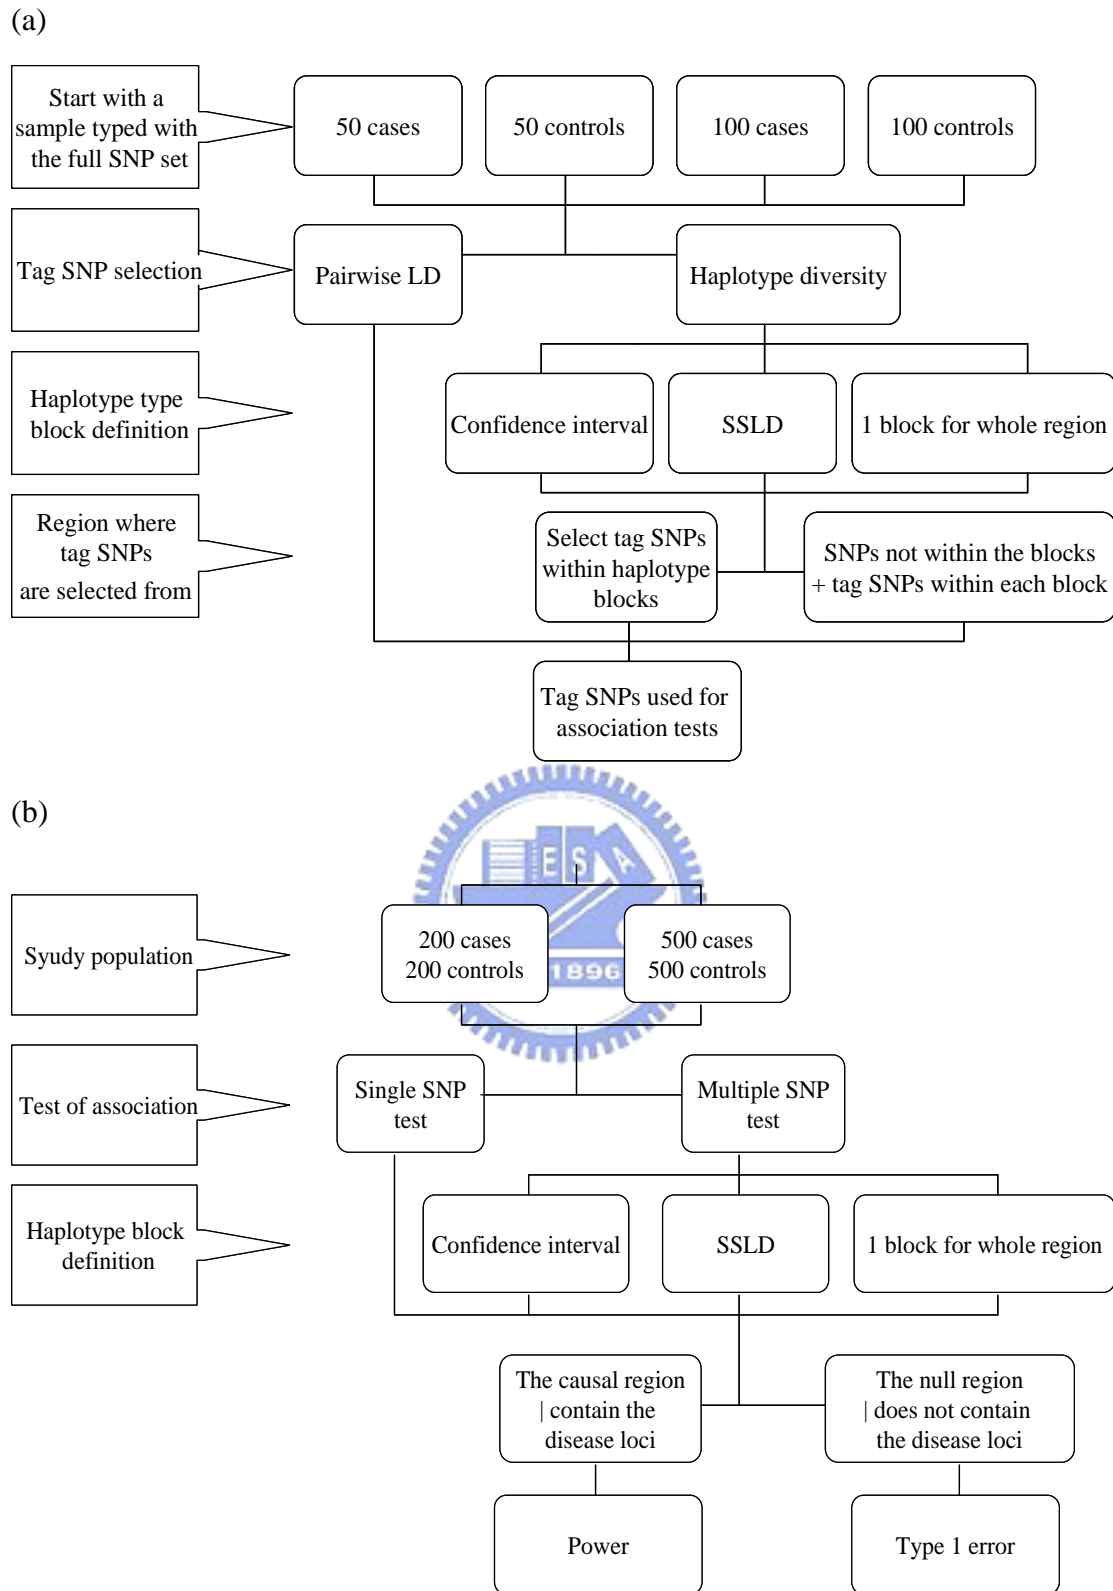 (a)
Start with a
sample typed with
the full SNP set
50 cases
50 controls
100 cases
100 controls
Tag SNP selection
Pairwise LD
Haplotype diversity
Haplotype type
block definition
Confidence interval
SSLD
1 block for whole region
Region where
tag SNPs
are selected from
Select tag SNPs
within haplotype
blocks
SNPs not within the blocks
+ tag SNPs within each block
Tag SNPs used for
association tests
(b)
E S A
1896
Syudy population
200 cases
200 controls
500 cases
500 controls
Test of association
Single SNP
test
Multiple SNP
test
Haplotype block
definition
Confidence interval
SSLD
1 block for whole region
The causal region
| contain the
disease loci
The null region
| does not contain
the disease loci
Power
Type 1 error